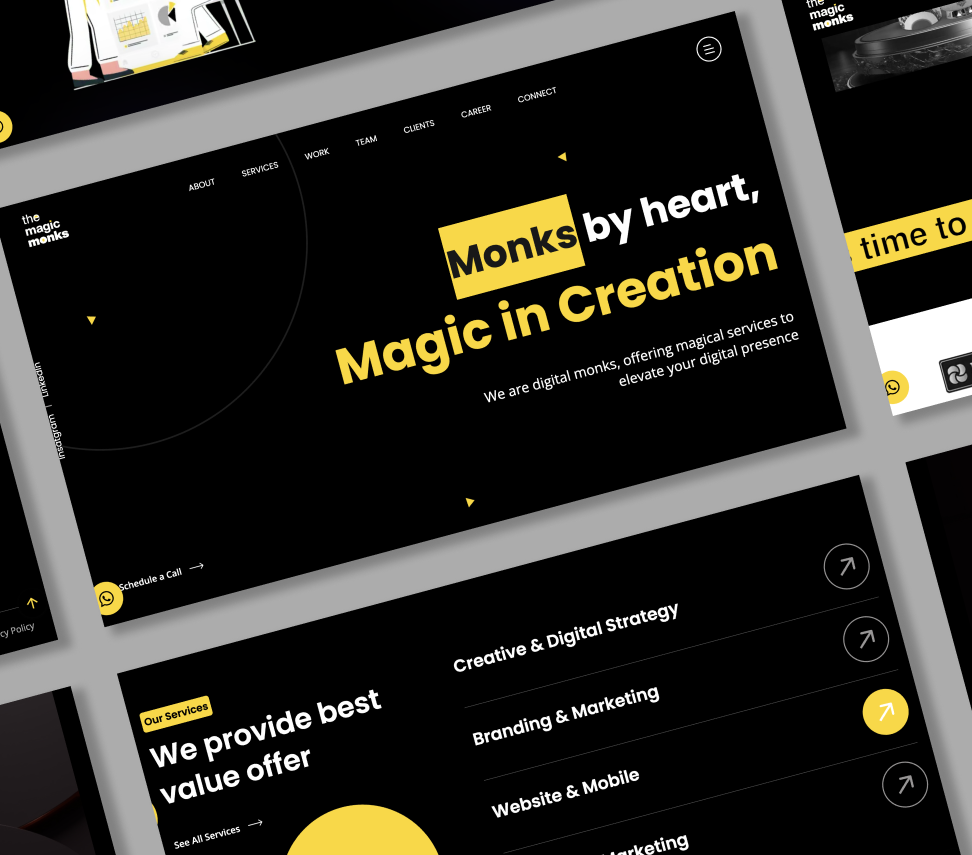 the
magic
monks
ABOUT
SERVICES
WORK
TEAM
CLIENTS
CAREER
CONNECT
the
magic
monks
Monks by heart,
Magic in Creation
We are digital monks, offering magical services to
elevate your digital presence
Insatgram | Linkedin
Schedule a Call
time to
cy Policy
Our Services
We provide best
value offer
See All Services
Creative & Digital Strategy
Branding & Marketing
Website & Mobile
arketing